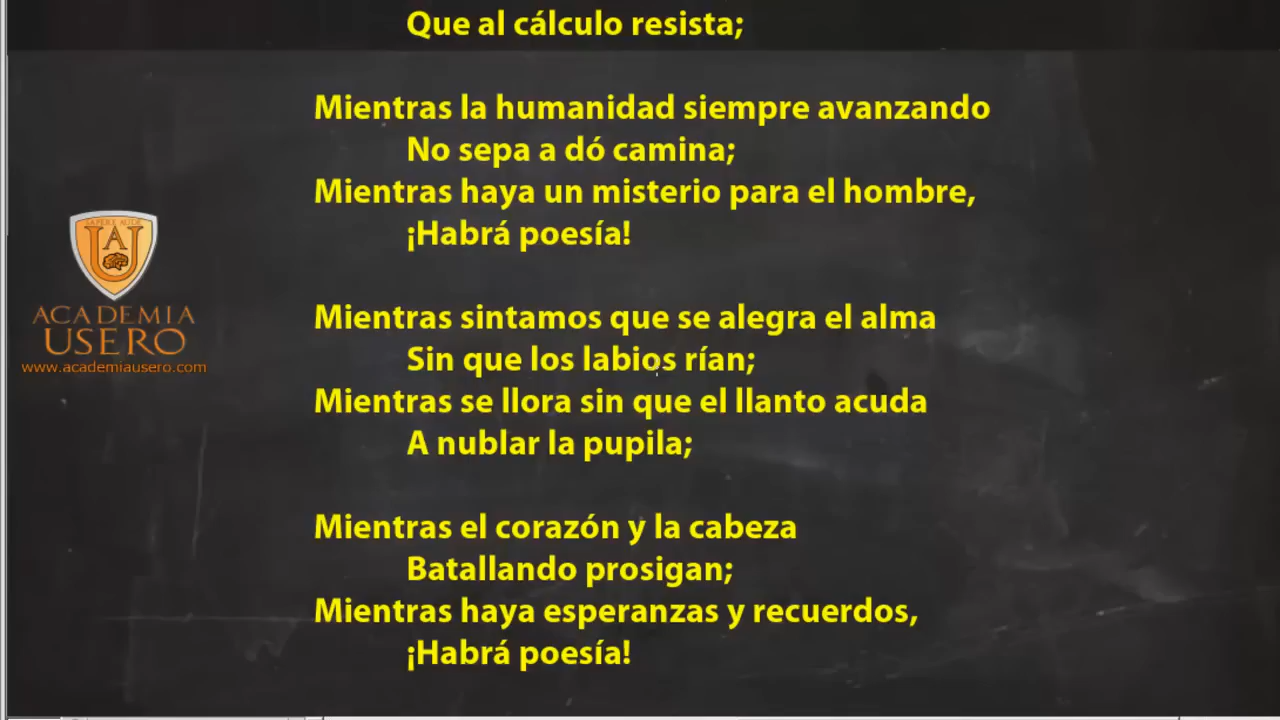 Que al cálculo resista;
Mientras la humanidad siempre avanzando
No sepa a dó camina;
Mientras haya un misterio para el hombre,
¡Habrá poesía!
Mientras sintamos que se alegra el alma
Sin que los labios rían;
Mientras se llora sin que el llanto acuda
A nublar la pupila;
Mientras el corazón y la cabeza
Batallando prosigan;
Mientras haya esperanzas y recuerdos,
¡Habrá poesía!
UA
ACADEMIA
USERO
www.academiausero.com